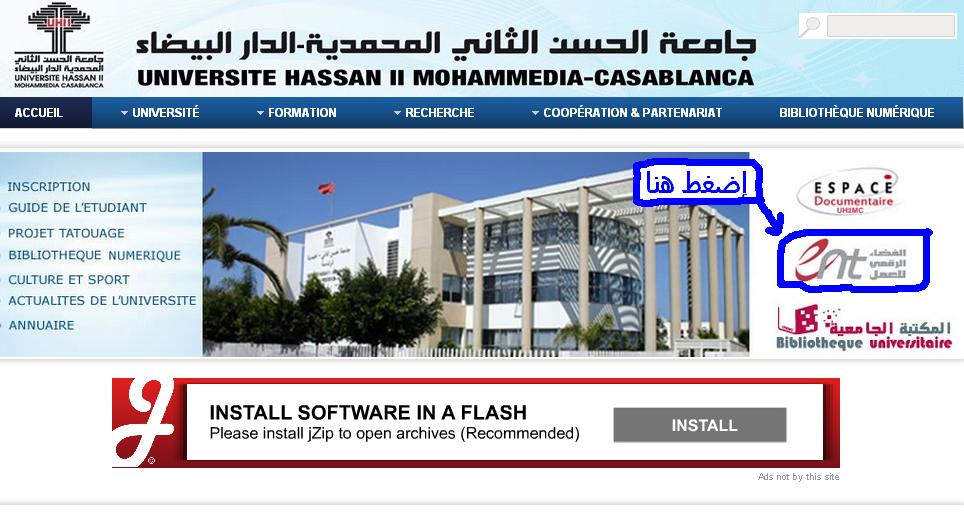 UHII
جامعة الحسن الثاني
المحمدية الدار البيضاء
UNIVERSITE HASSAN II
MOHAMMEDIA CASABLANCA
جامعة الحسن الثاني المحمدية-الدار البيضاء
UNIVERSITE HASSAN II MOHAMMEDIA-CASABLANCA
ACCUEIL
UNIVERSITÉ
FORMATION
RECHERCHE
COOPÉRATION & PARTENARIAT
BIBLIOTHÈQUE NUMÉRIQUE
INSCRIPTION
GUIDE DE L'ETUDIANT
PROJET TATOUAGE
BIBLIOTHEQUE NUMERIQUE
CULTURE ET SPORT
ACTUALITES DE L'UNIVERSITE
ANNUAIRE
إضغط هنا
ESPACE
Documentaire
UH2MC
ent
الفضاء
الرقمي
للعمل
المكتبة الجامعية
Bibliotheque universitaire
J
INSTALL SOFTWARE IN A FLASH
Please install jZip to open archives (Recommended)
INSTALL
Ads not by this site